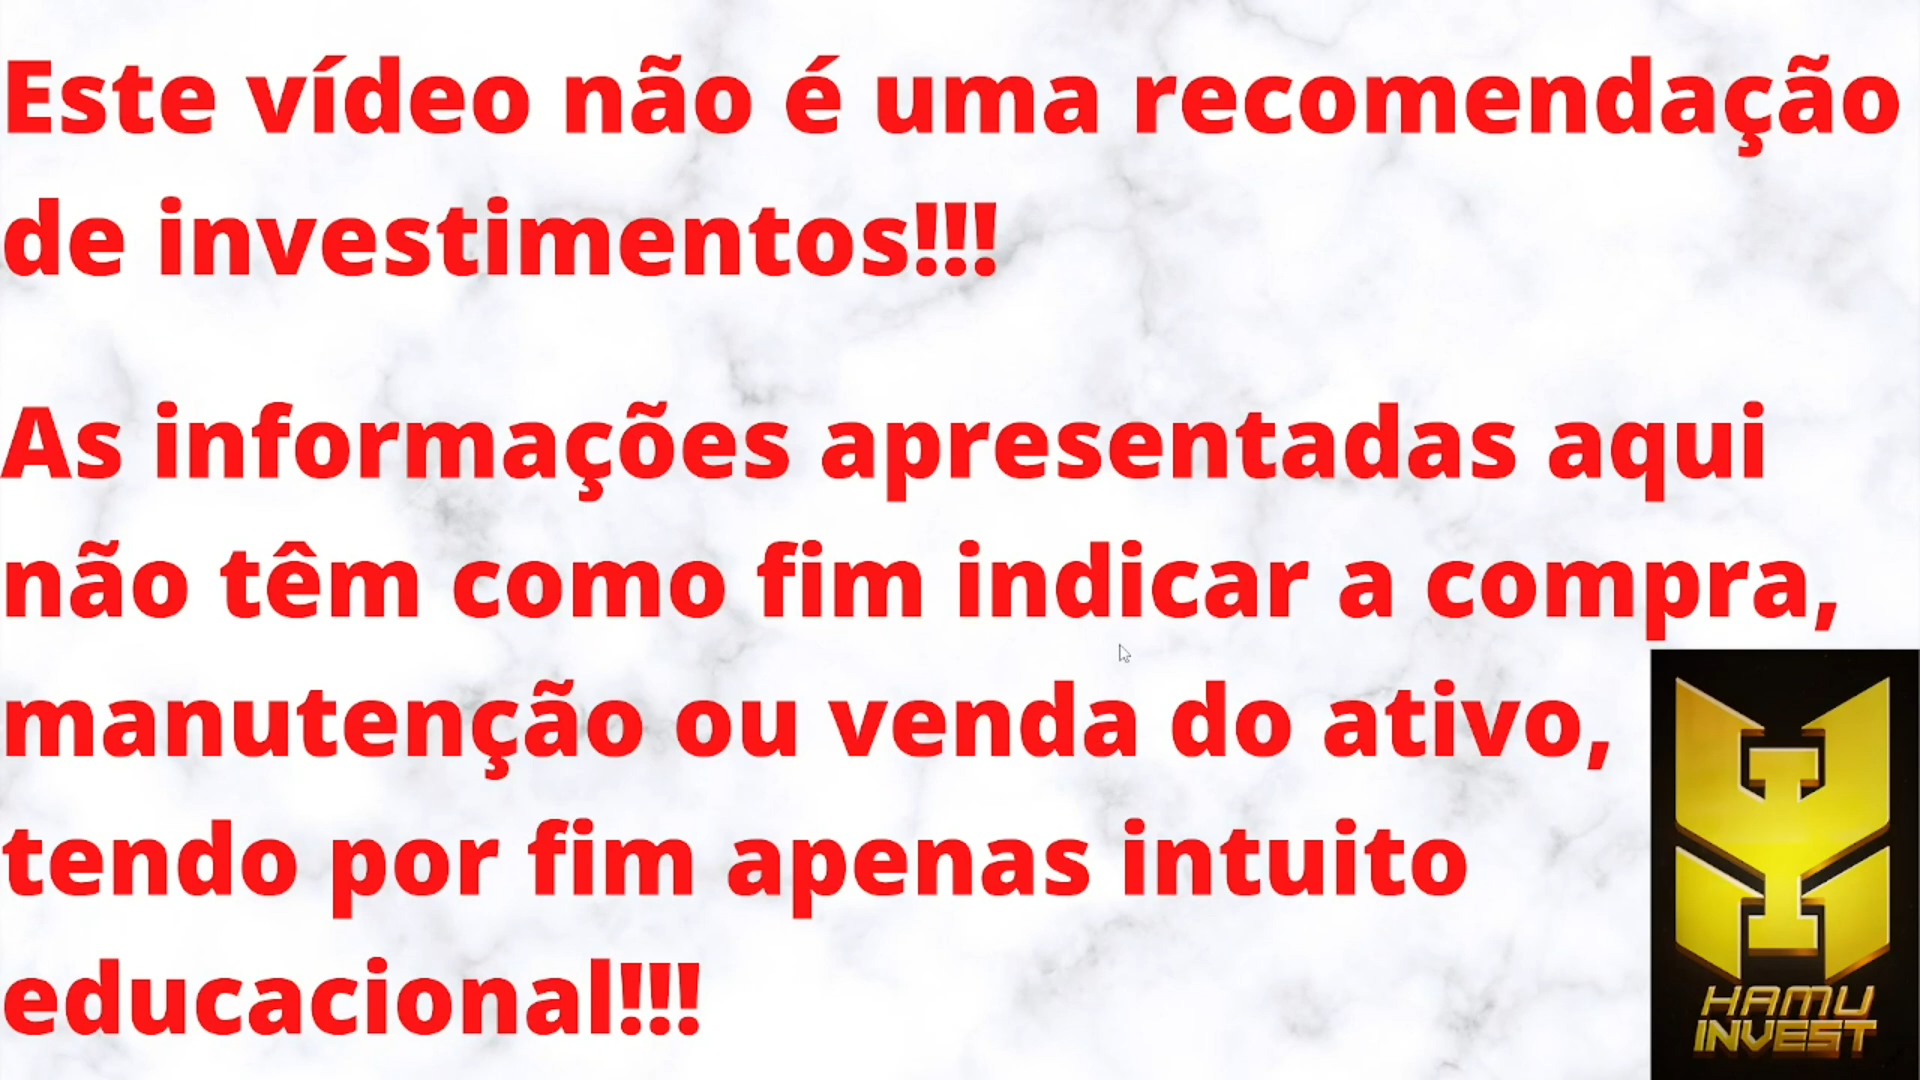 Este vídeo não é uma recomendação
de investimentos!!!
As informações apresentadas aqui
não têm como fim indicar a compra,
manutenção ou venda do ativo,
tendo por fim apenas intuito
educacional!!!
HAMU
INVEST